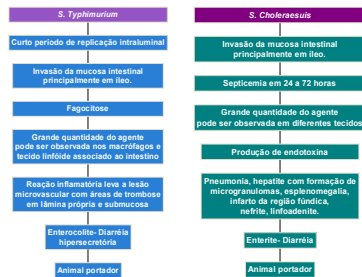 S. Typhimurium
Curto período de replicação intraluminal
Invasão da mucosa intestinal
principalmente em íleo.
Fagocitose
Grande quantidade do agente
pode ser observada nos macrófagos e
tecido linfóide associado ao intestino
Reação inflamatória leva a lesão
microvascular com áreas de trombose
em lâmina própria e submucosa
Enterocolite- Diarréia
hipersecretória
Animal portador
S. Choleraesuis
Invasão da mucosa intestinal
principalmente em íleo.
Septicemia em 24 a 72 horas
Grande quantidade do agente
pode ser observada em diferentes tecidos
Produção de endotoxina
Pneumonia, hepatite com formação de
microgranulomas, esplenomegalia,
infarto da região fúndica,
nefrite, linfoadenite.
Enterite- Diarréia
Animal portador